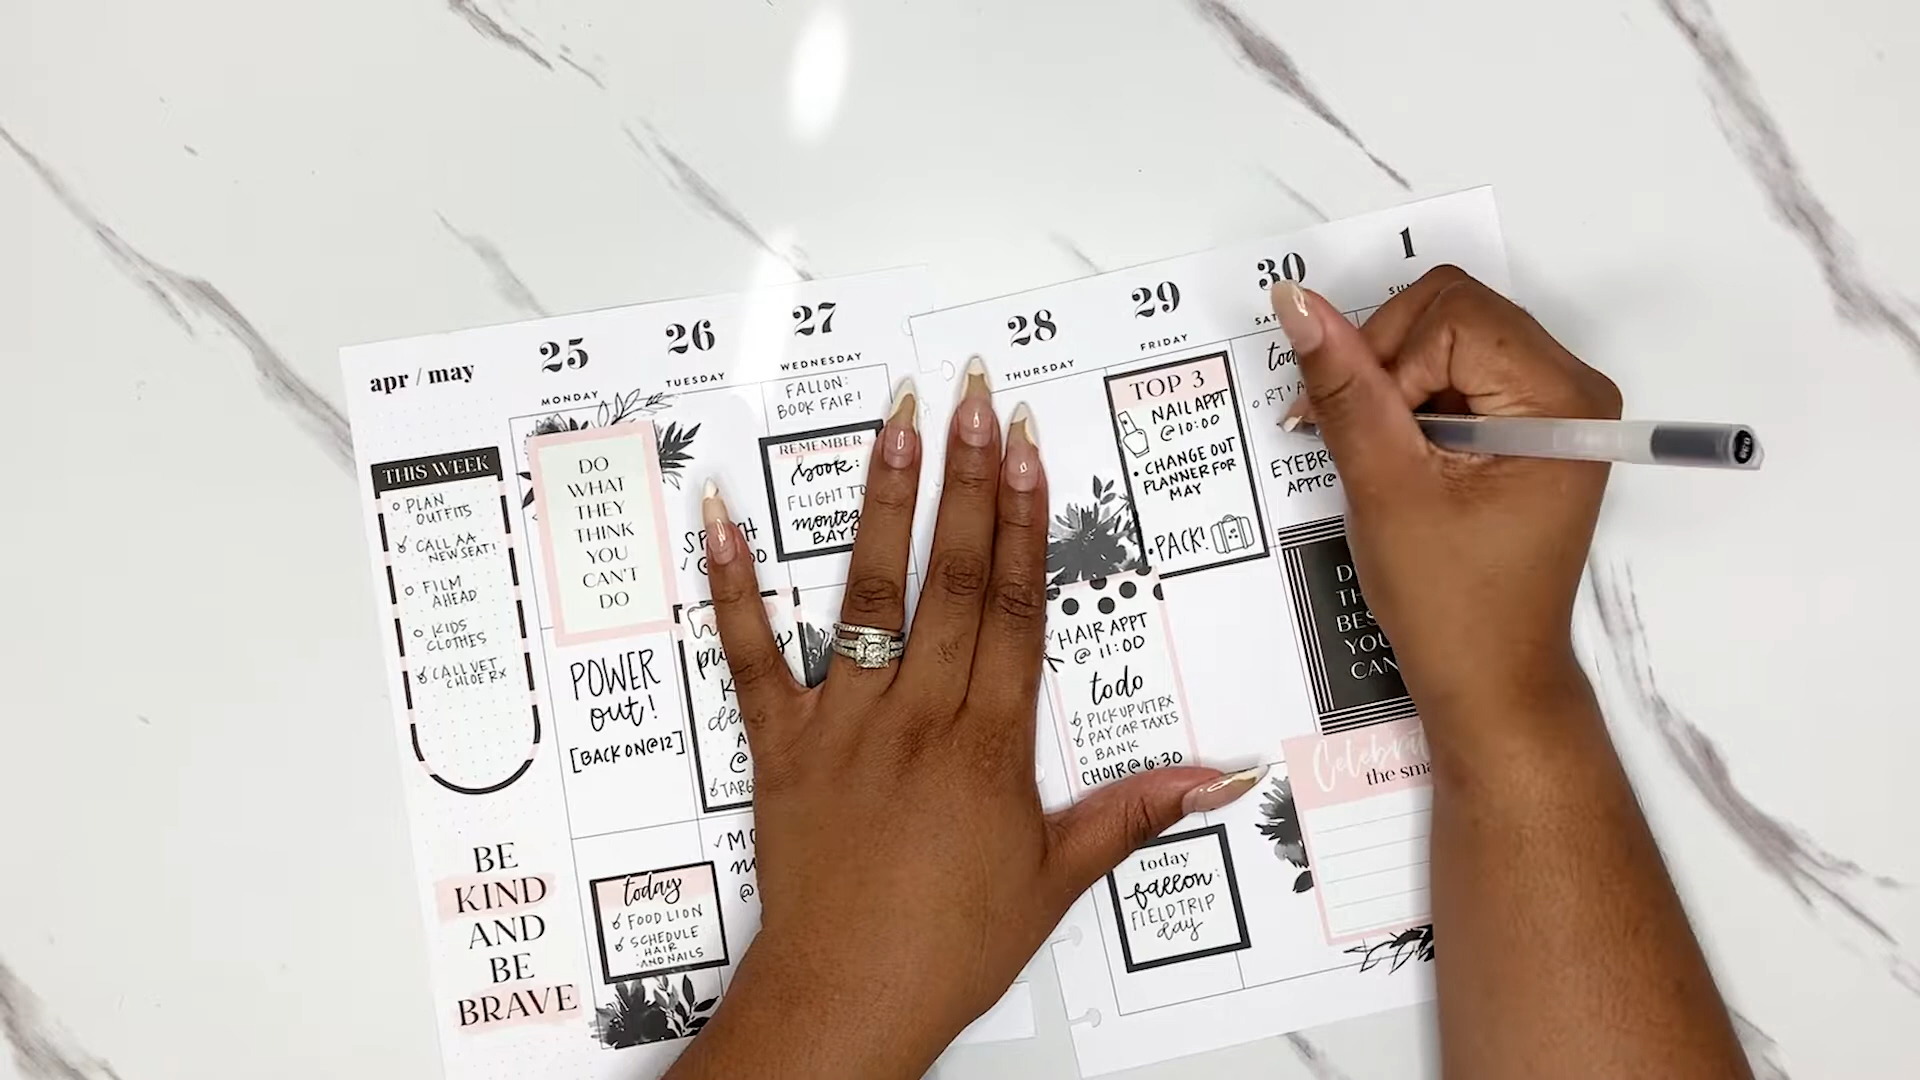 apr / may
25
MONDAY
26
TUESDAY
27
WEDNESDAY
28
THURSDAY
29
FRIDAY
30
1
THIS WEEK
PLAN
OUTFITS
CALL AA
NEW SEAT!
FILM
AHEAD
KIDS
CLOTHES
CALL VET
CHLOE RX
BE
KIND
AND
BE
BRAVE
DO
WHAT
THEY
THINK
YOU
CAN'T
DO
POWER
out!
[BACK ON @ 12]
today
FOOD LION
SCHEDULE
· HAIR
· AND NAILS
FALLON:
BOOK FAIR!
REMEMBER
book:
FLIGHT TO
BAY!
HAIR APPT
@ 11:00
todo
PICK UP VET RX
PAY CAR TAXES
BANK
CHOIR @ 6:30
TOP 3
NAIL APPT
@ 10:00
• CHANGE OUT
PLANNER FOR
MAY
• PACK!
today
fallon:
FIELD TRIP
day
APPT @
YOU
the